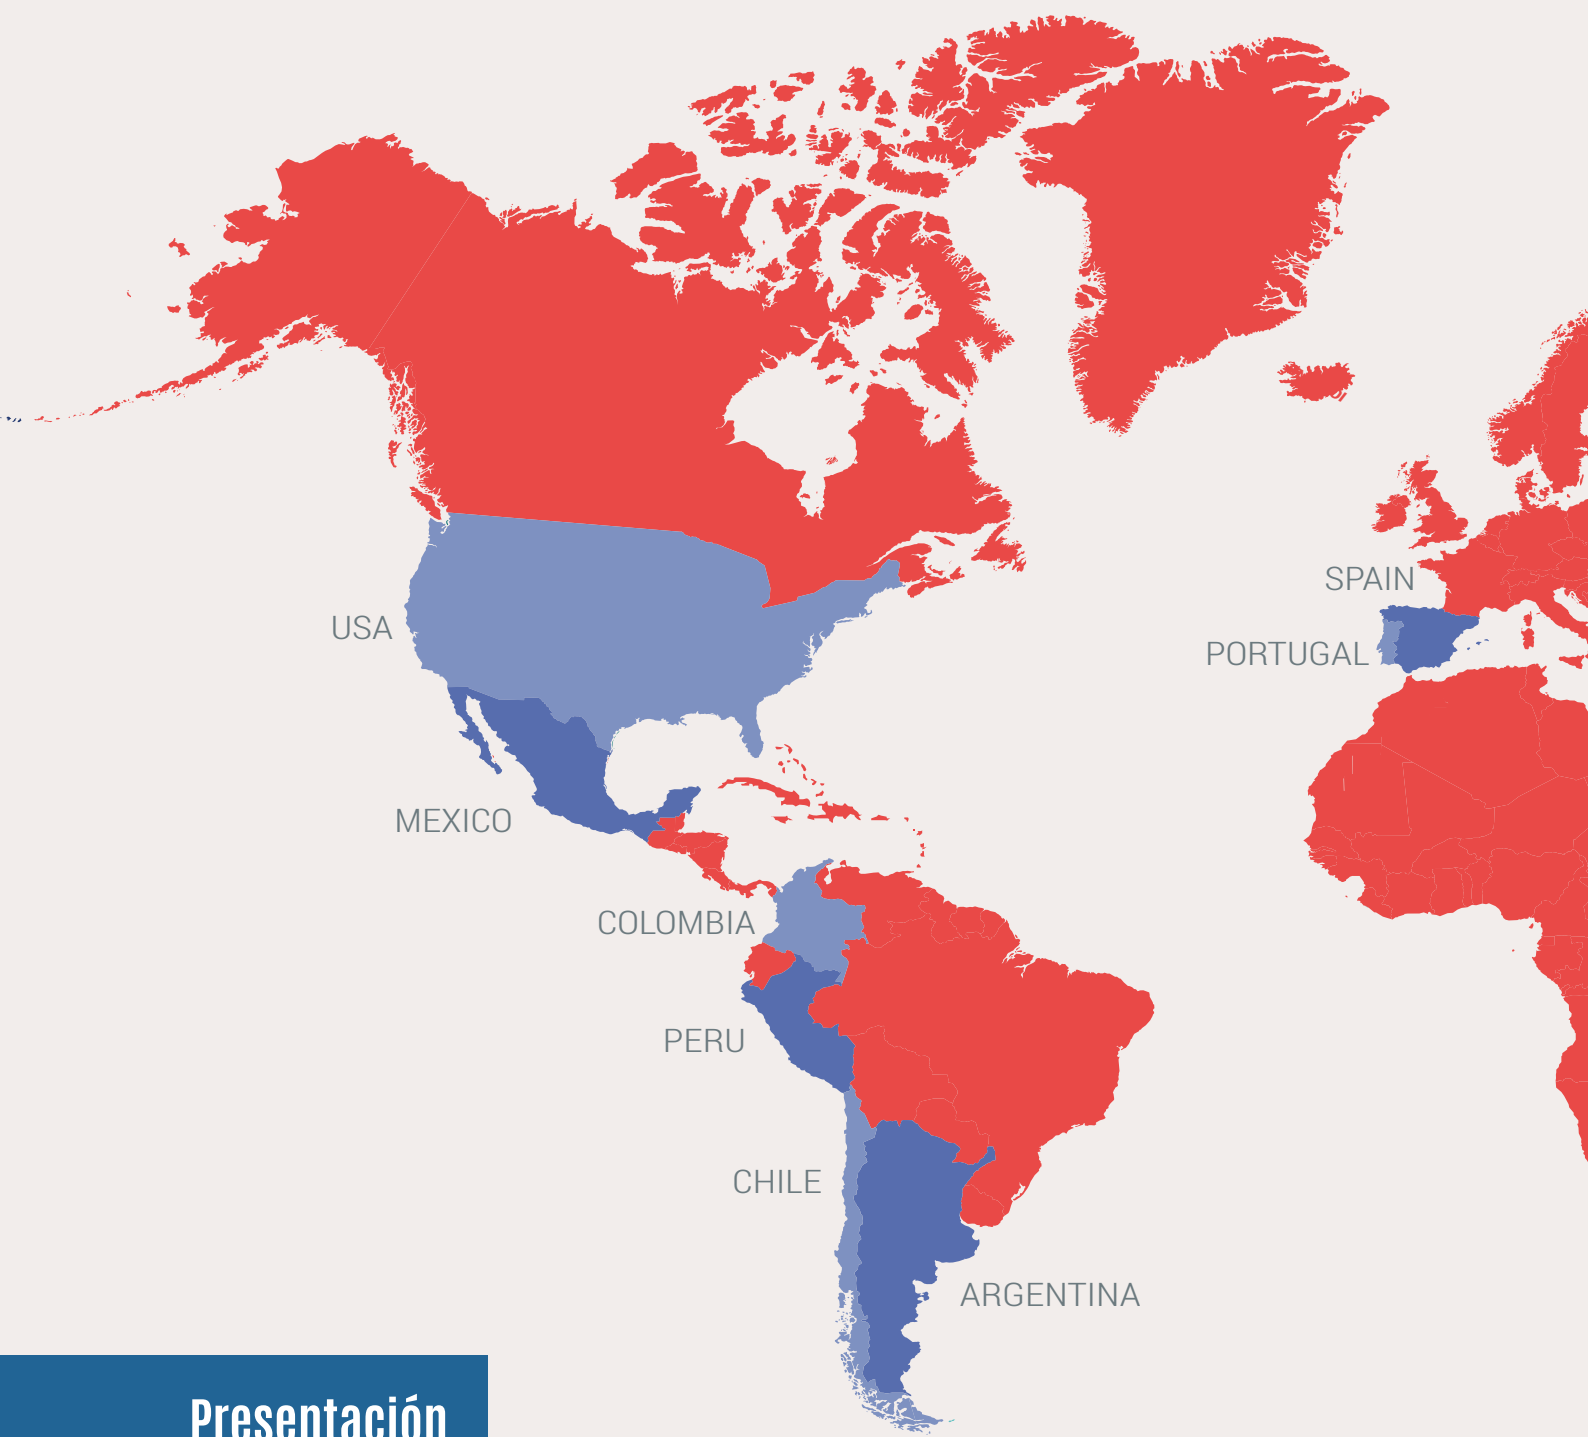 SPAIN
USA
PORTUGAL
MEXICO
COLOMBIA
PERU
CHILE
ARGENTINA
Presentación